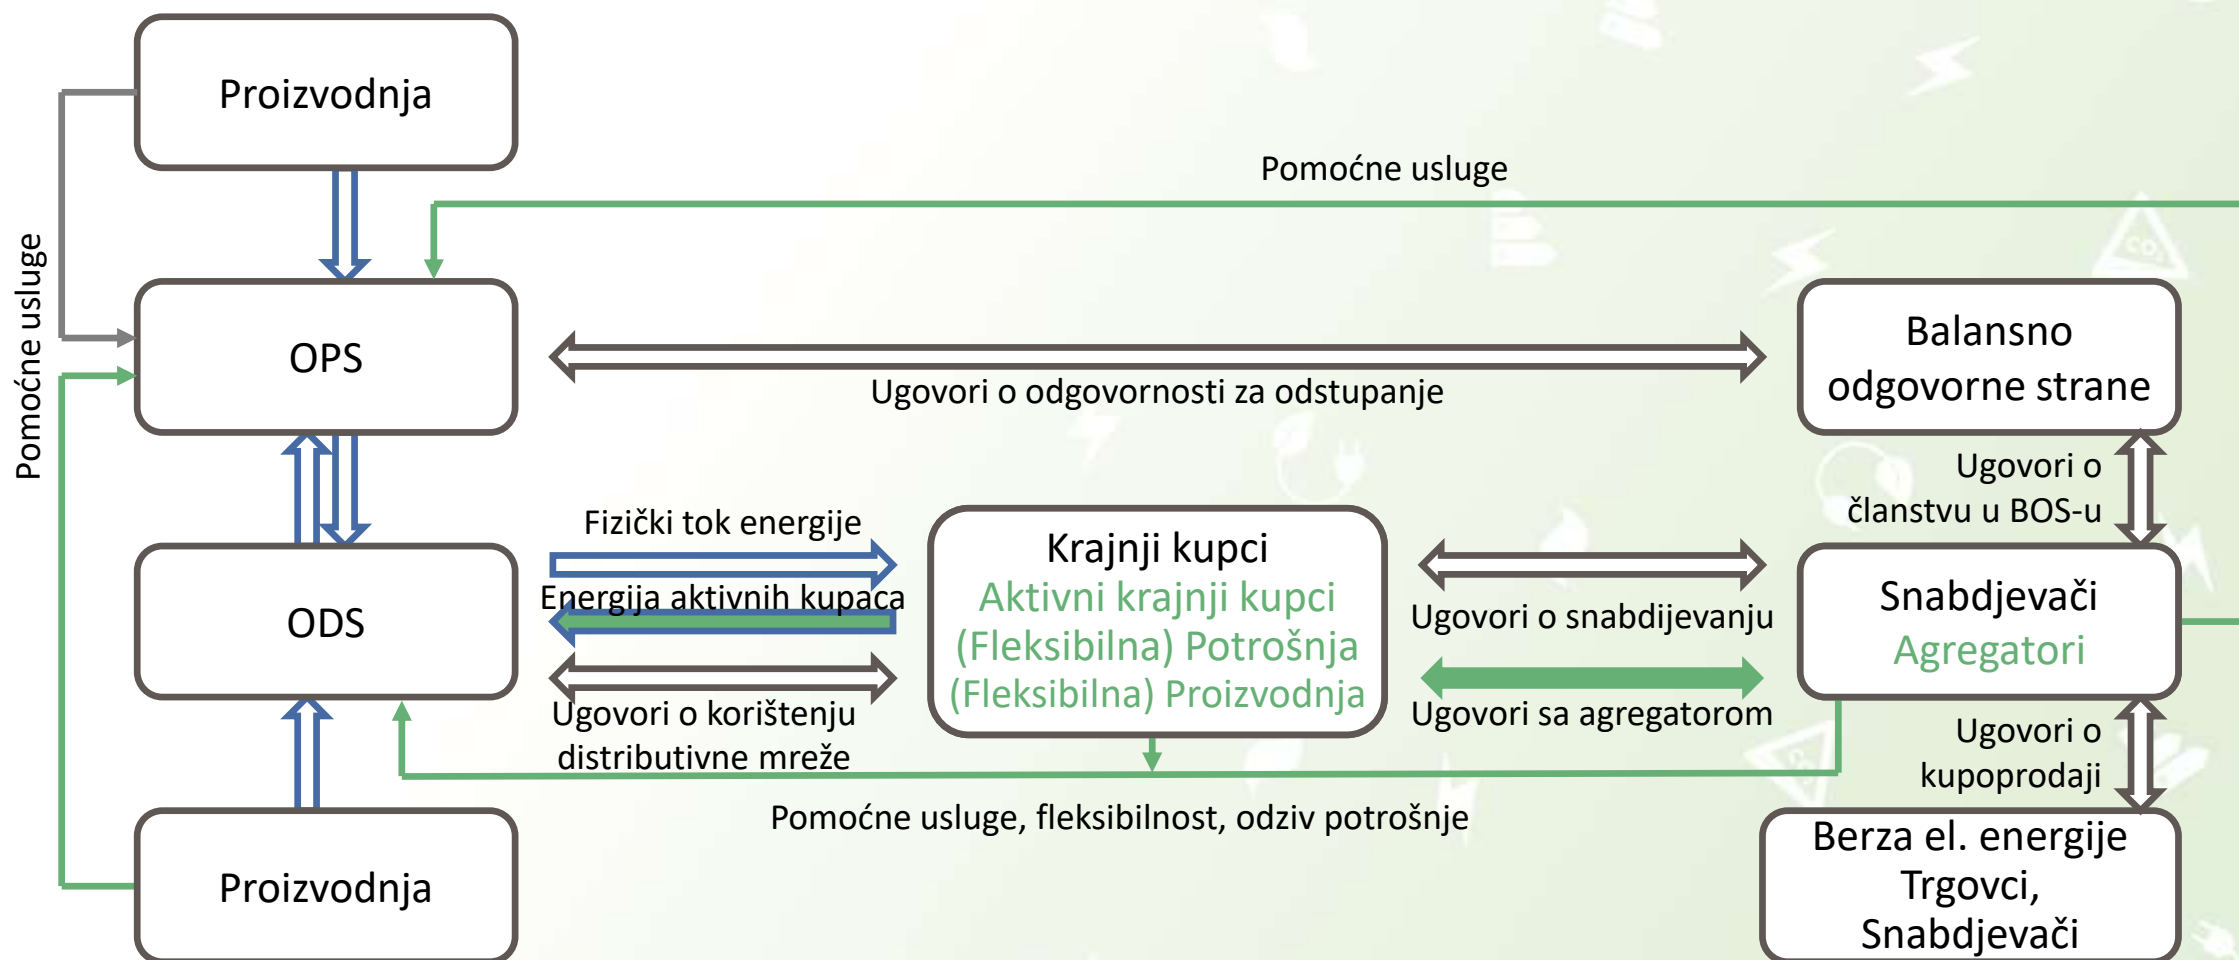 Proizvodnja
Pomoćne usluge
Pomoćne usluge
OPS
Ugovori o odgovornosti za odstupanje
Balansno
odgovorne strane
Ugovori o
članstvu u BOS-u
ODS
Fizički tok energije
Energija aktivnih kupaca
Ugovori o korištenju
distributivne mreže
Krajnji kupci
Aktivni krajnji kupci
(Fleksibilna) Potrošnja
(Fleksibilna) Proizvodnja
Ugovori o snabdijevanju
Ugovori sa agregatorom
Snabdjevači
Agregatori
Ugovori o
kupoprodaji
Pomoćne usluge, fleksibilnost, odziv potrošnje
Proizvodnja
Berza el. energije
Trgovci,
Snabdjevači